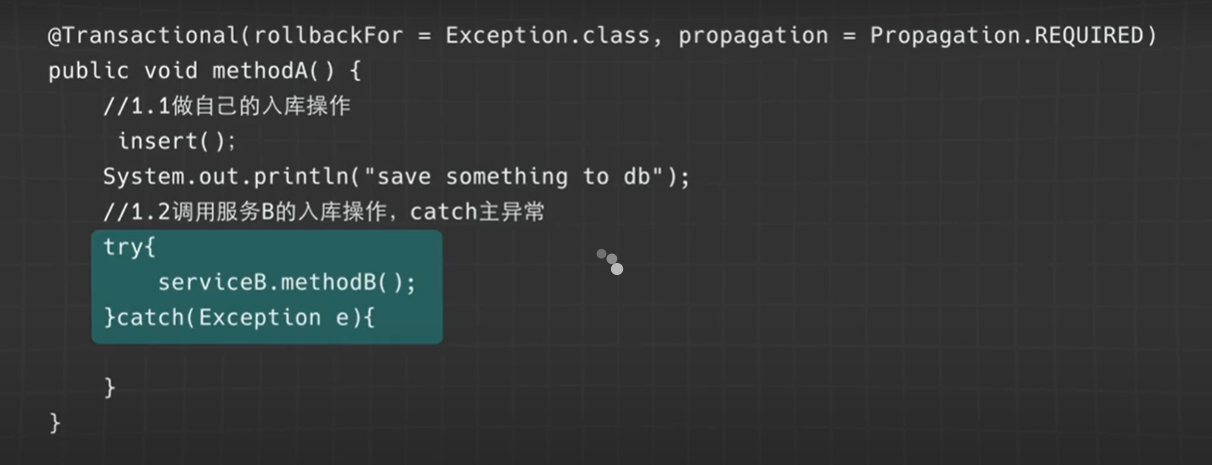 @Transactional(rollbackFor = Exception.class, propagation = Propagation.REQUIRED)
public void methodA() {
//1.1做自己的入库操作
insert();
System.out.println("save something to db");
//1.2调用服务B的入库操作，catch主异常
try{
serviceB.methodB();
}catch(Exception e){
}
}